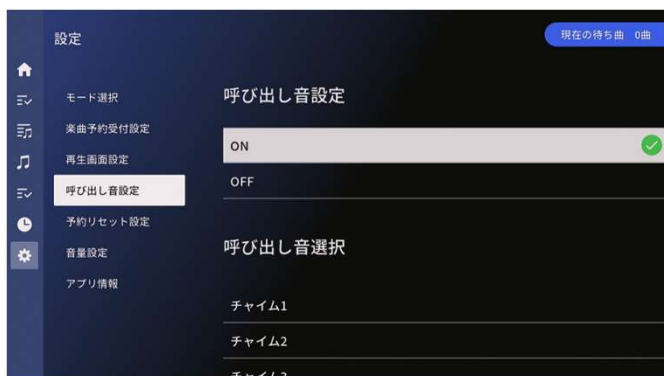 設定
現在の待ち曲 0曲
モード選択
楽曲予約受付設定
再生画面設定
呼び出し音設定
予約リセット設定
音量設定
アプリ情報
呼び出し音設定
ON
OFF
呼び出し音選択
チャイム1
チャイム2